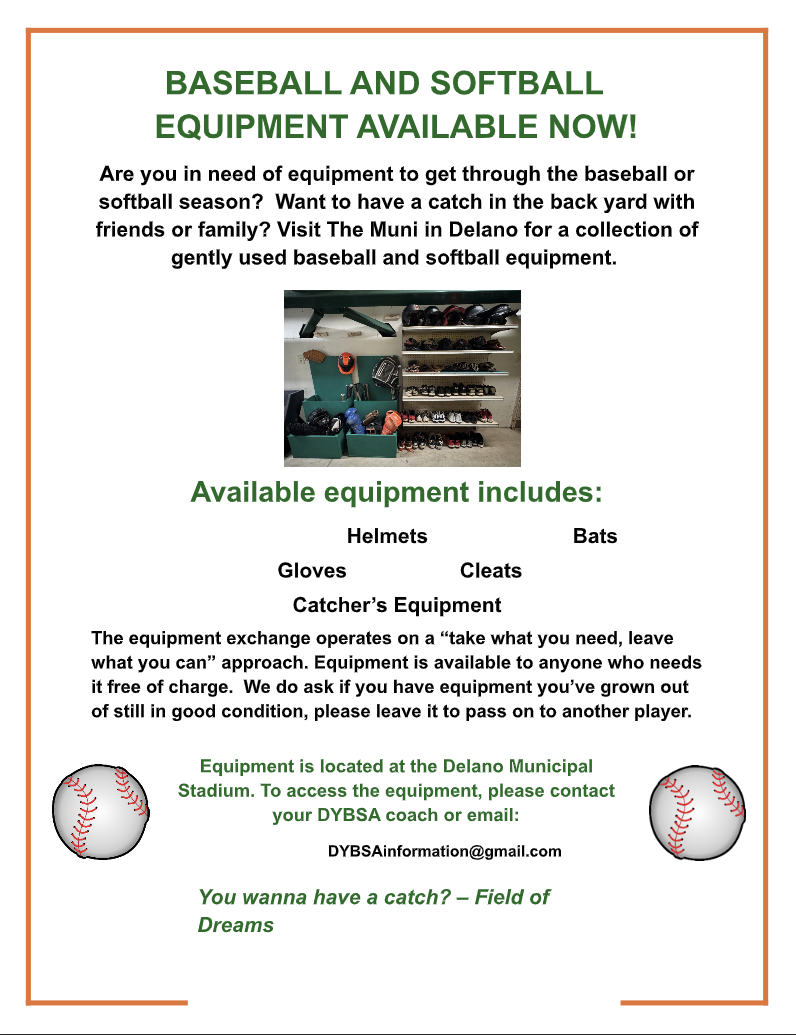 BASEBALL AND SOFTBALL
EQUIPMENT AVAILABLE NOW!
Are you in need of equipment to get through the baseball or
softball season?  Want to have a catch in the back yard with
friends or family? Visit The Muni in Delano for a collection of
gently used baseball and softball equipment.
Available equipment includes:
Helmets Bats
Gloves Cleats
Catcher’s Equipment
The equipment exchange operates on a “take what you need, leave
what you can” approach. Equipment is available to anyone who needs
it free of charge.  We do ask if you have equipment you’ve grown out
of still in good condition, please leave it to pass on to another player.
Equipment is located at the Delano Municipal
Stadium. To access the equipment, please contact
your DYBSA coach or email:
DYBSAinformation@gmail.com
You wanna have a catch? – Field of
Dreams